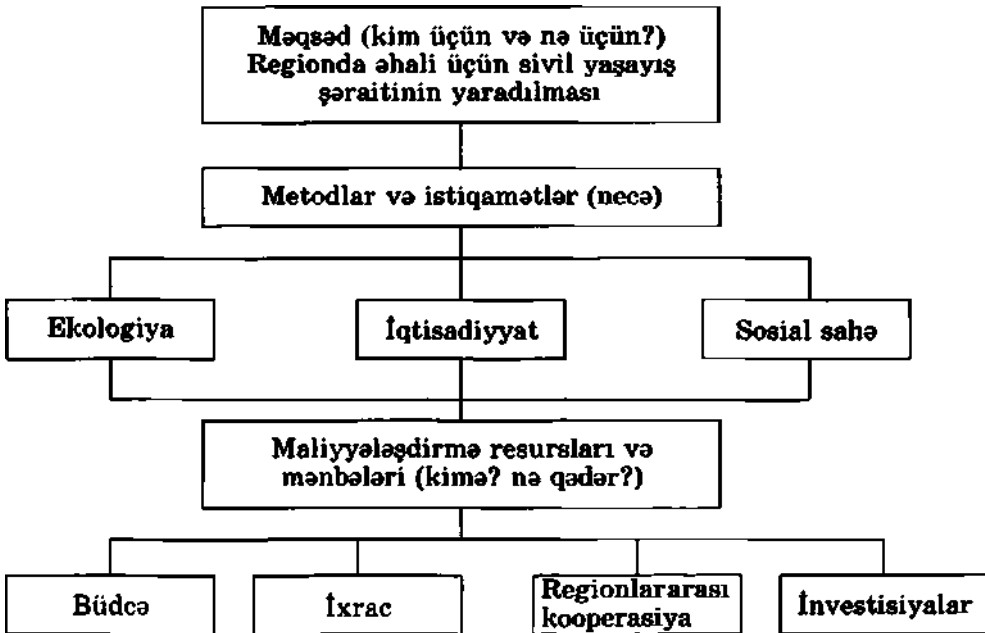 Məqsəd (kim üçün və nə üçün?)
Regionda əhali üçün sivil yaşayış
şəraitinin yaradılması
Metodlar və istiqamətlər (necə)
Ekologiya
İqtisadiyyat
Sosial sahə
Maliyyələşdirmə resursları və
mənbələri (kimə? nə qədər?)
Büdcə
İxrac
Regionlararası
kooperasiya
İnvestisiyalar